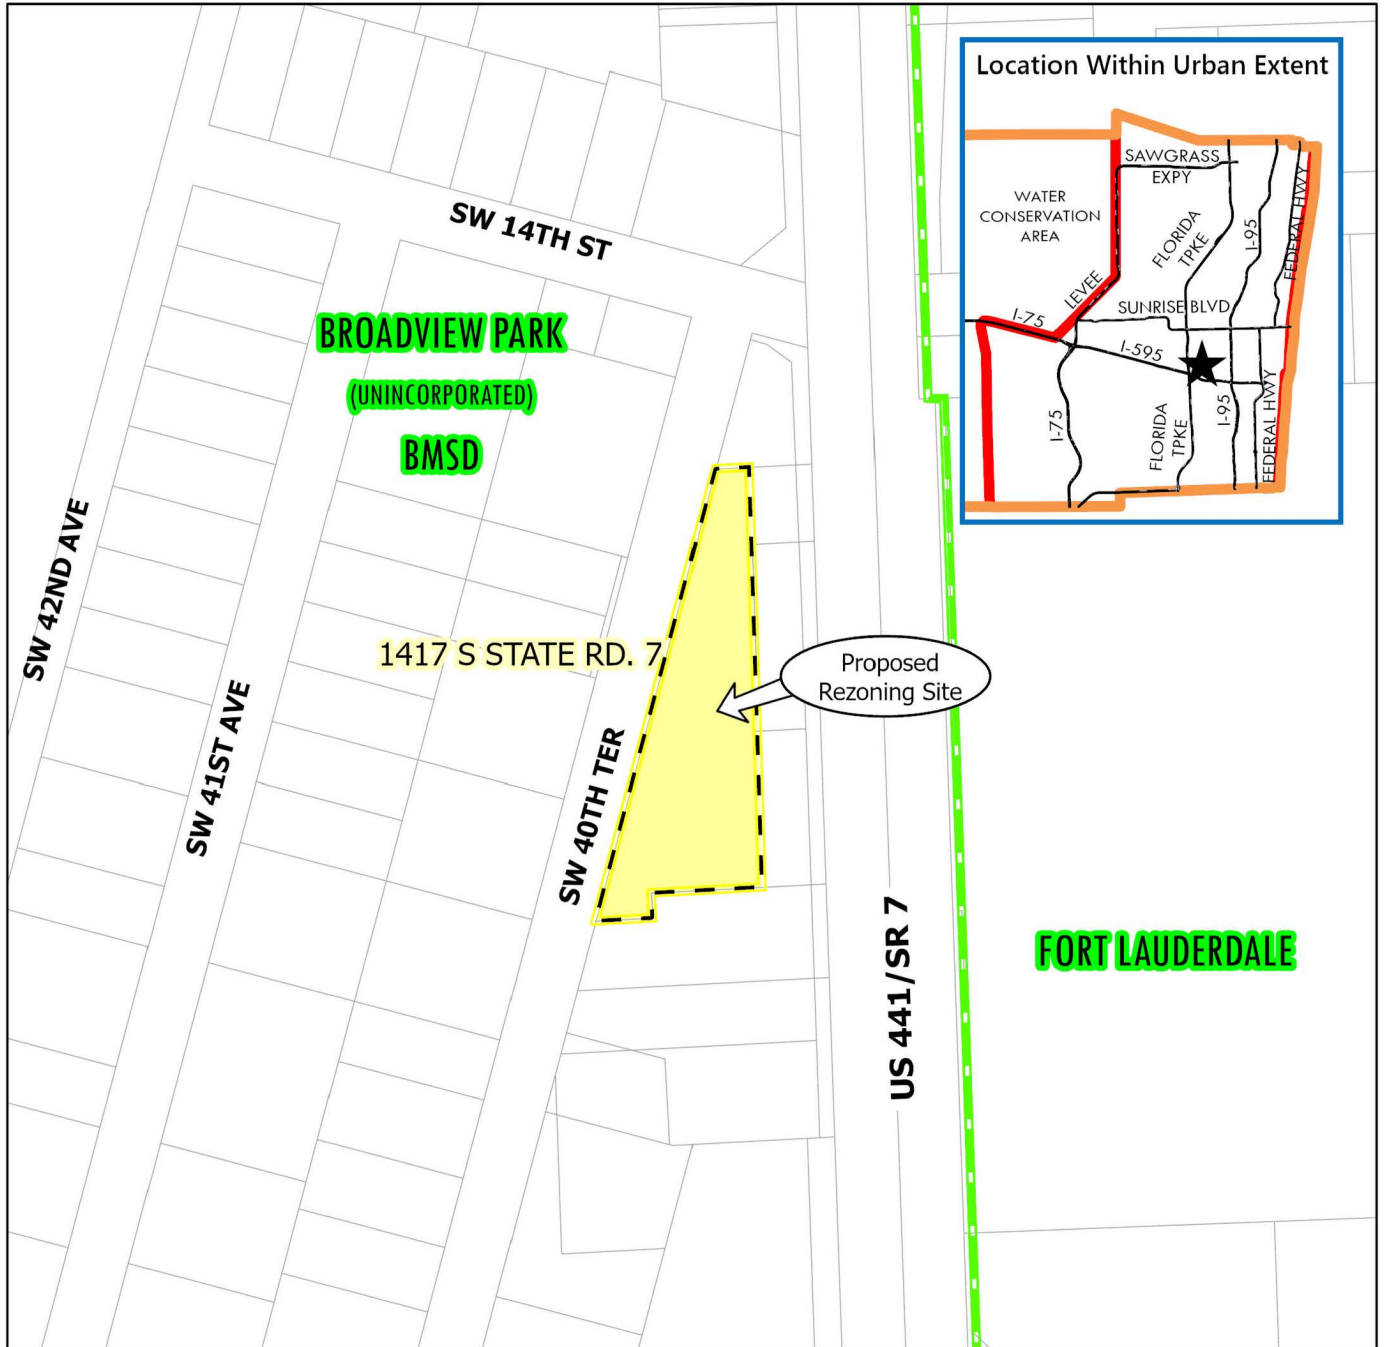 Location Within Urban Extent
SAWGRASS
EXPY
WATER
CONSERVATION
AREA
FLORIDA
TPKE
I-95
FEDERAL HWY
LEVEE
SUNRISE BLVD
I-75
I-595
I-75
FLORIDA
TPKE
I-95
FEDERAL HWY
SW 14TH ST
BROADVIEW PARK
(UNINCORPORATED)
BMSD
SW 42ND AVE
1417 S STATE RD. 7
Proposed
Rezoning Site
SW 41ST AVE
SW 40TH TER
US 441/SR 7
FORT LAUDERDALE